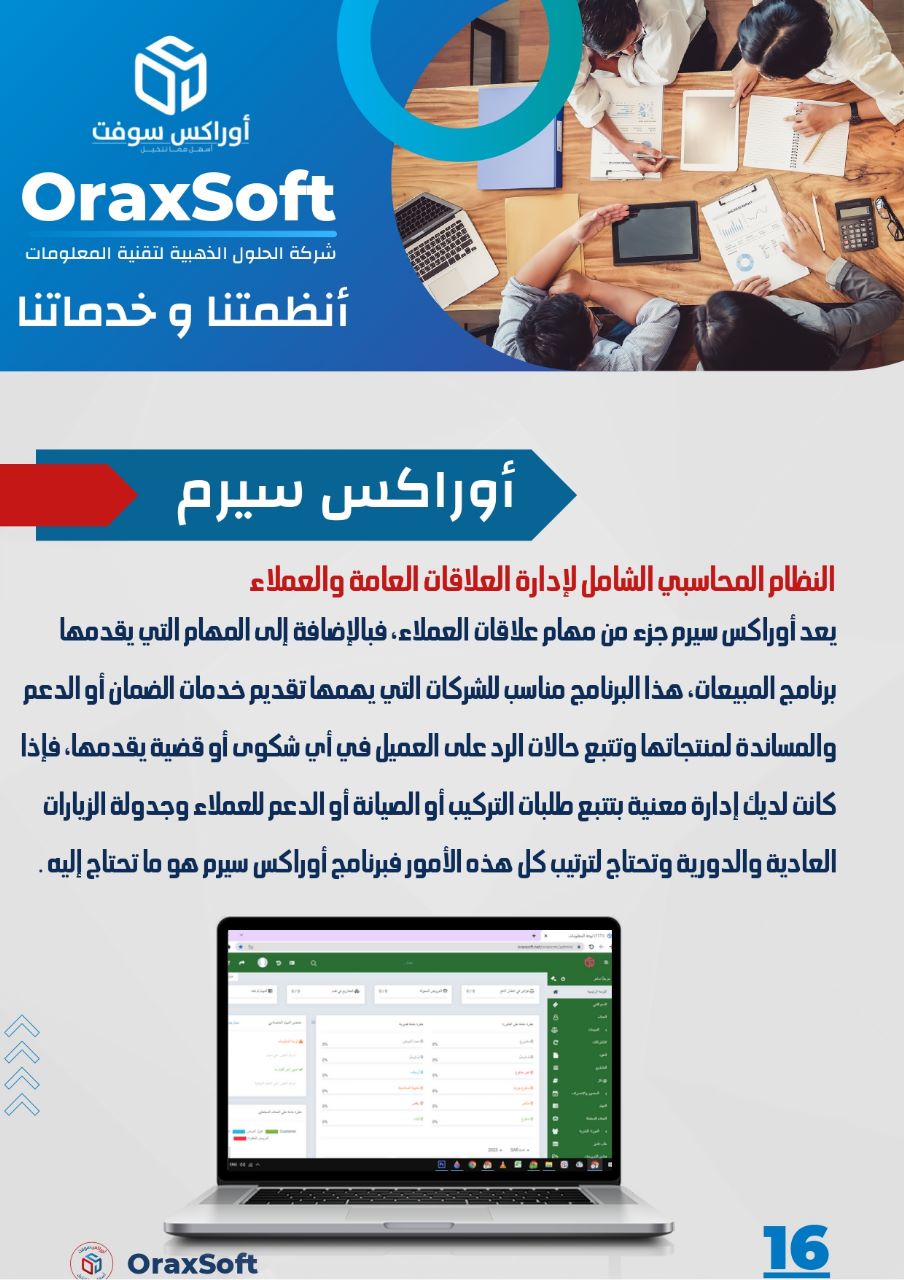 أوراكس سوفت
أسهل مما تتخيل
OraxSoft
شركة الحلول الذهبية لتقنية المعلومات
أنظمتنا و خدماتنا
أوراكس سيرم
النظام المحاسبي الشامل لإدارة العلاقات العامة والعملاء
يعد أوراكس سيرم جزء من مهام علاقات العملاء، فبالإضافة إلى المهام التي يقدمها
برنامج المبيعات، هذا البرنامج مناسب للشركات التي يهمها تقديم خدمات الضمان أو الدعم
والمساندة لمنتجاتها وتتبع حالات الرد على العميل في أي شكوى أو قضية يقدمها، فإذا
كانت لديك إدارة معنية بتتبع طلبات التركيب أو الصيانة أو الدعم للعملاء وجدولة الزيارات
العادية والدورية وتحتاج لترتيب كل هذه الأمور فبرنامج أوراكس سيرم هو ما تحتاج إليه .
OraxSoft
16